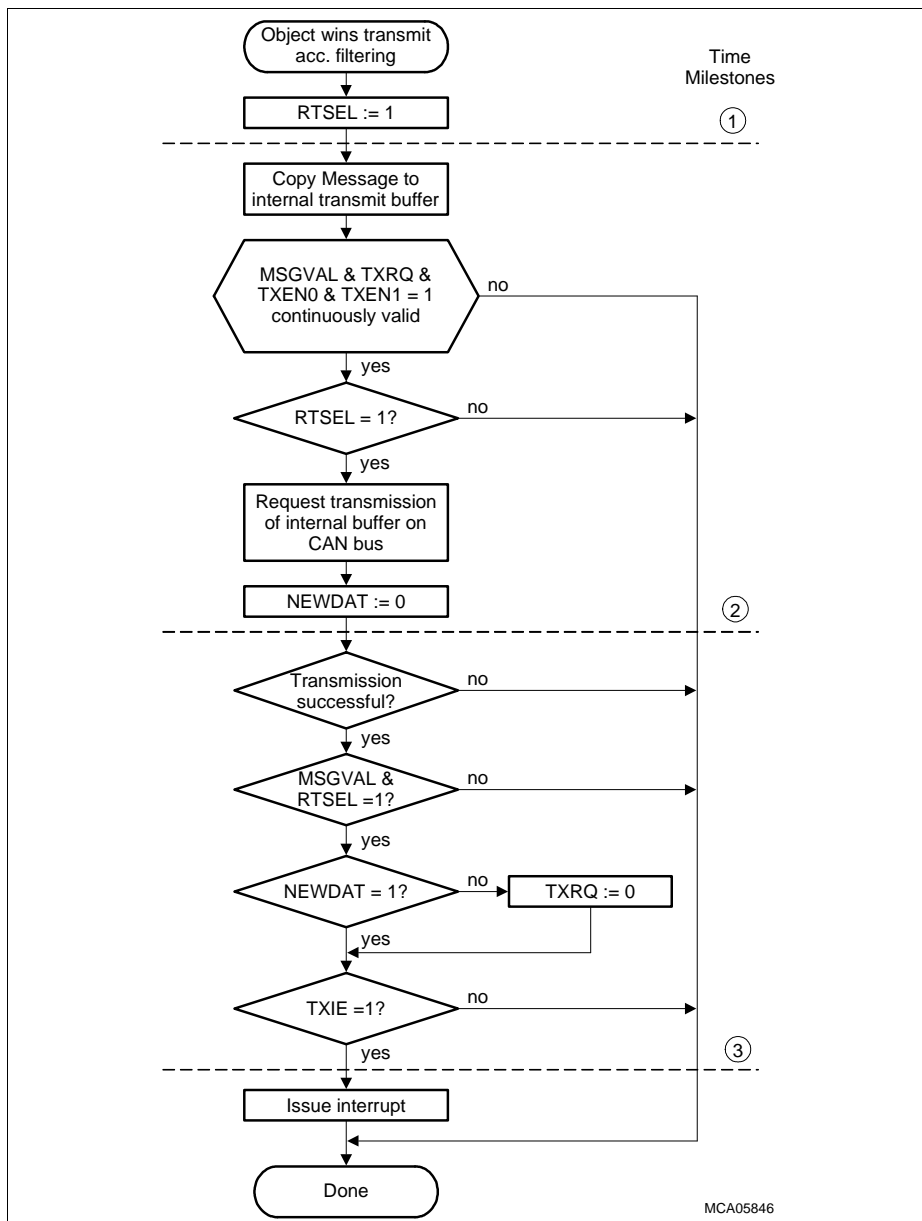 Object wins transmit
acc. filtering
Time
Milestones
RTSEL := 1
1
Copy Message to
internal transmit buffer
MSGVAL & TXRQ &
TXEN0 & TXEN1 = 1
continuously valid
no
yes
RTSEL = 1?
no
yes
Request transmission
of internal buffer on
CAN bus
NEWDAT := 0
2
Transmission
successful?
no
yes
MSGVAL &
RTSEL =1?
no
yes
NEWDAT = 1?
no
TXRQ := 0
yes
TXIE =1?
no
yes
3
Issue interrupt
Done
MCA05846